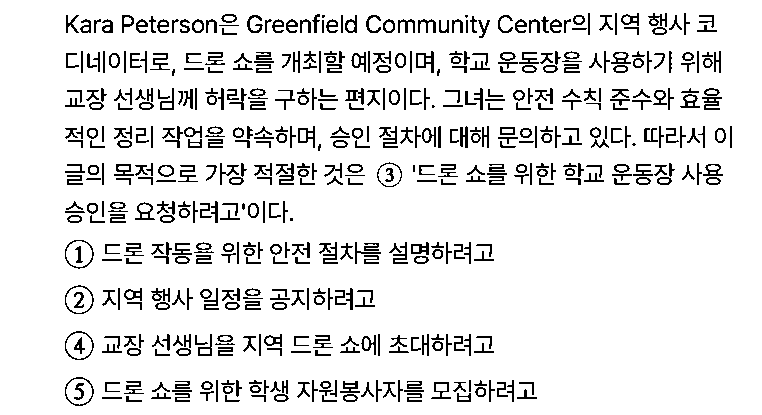 Kara Peterson은 Greenfield Community Center의 지역 행사 코
디네이터로, 드론 쇼를 개최할 예정이며, 학교 운동장을 사용하기 위해
교장 선생님께 허락을 구하는 편지이다. 그녀는 안전 수칙 준수와 효율
적인 정리 작업을 약속하며, 승인 절차에 대해 문의하고 있다. 따라서 이
글의 목적으로 가장 적절한 것은 ③ '드론 쇼를 위한 학교 운동장 사용
승인을 요청하려고'이다.
① 드론 작동을 위한 안전 절차를 설명하려고
② 지역 행사 일정을 공지하려고
④ 교장 선생님을 지역 드론 쇼에 초대하려고
⑤ 드론 쇼를 위한 학생 자원봉사자를 모집하려고